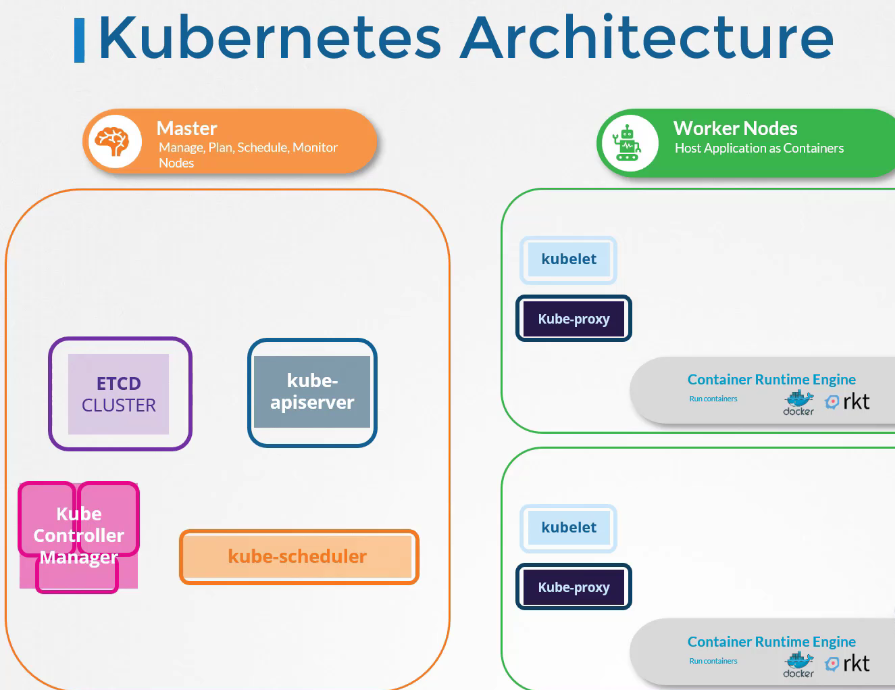 Kubernetes Architecture
Master
Manage, Plan, Schedule, Monitor
Nodes
Worker Nodes
Host Application as Containers
ETCD
CLUSTER
kube-
apiserver
Kube
Controller
Manager
kube-scheduler
kubelet
Kube-proxy
Container Runtime Engine
Run containers
docker
rkt
kubelet
Kube-proxy
Container Runtime Engine
Run containers
docker
rkt